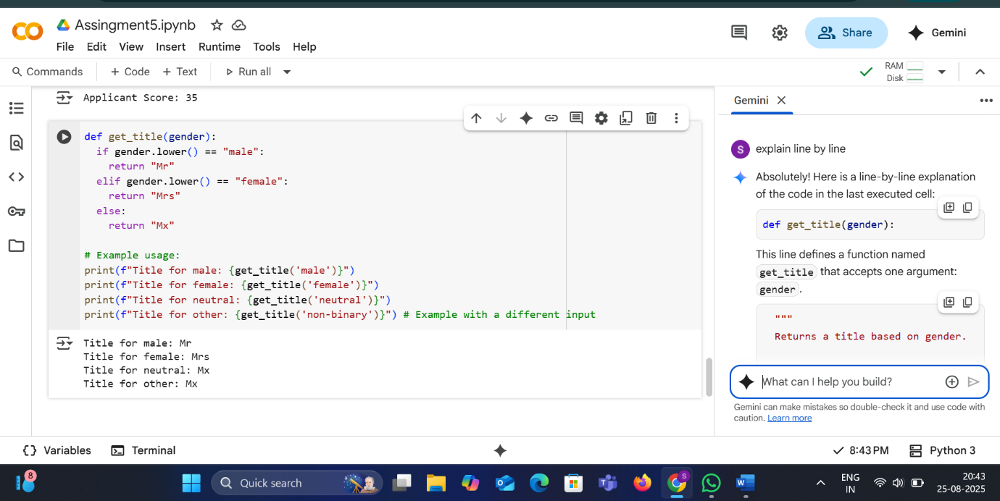 Assingment5.ipynb
File Edit View Insert Runtime Tools Help
Share
Gemini
Commands + Code + Text Run all
RAM
Disk
Applicant Score: 35
def get_title(gender):
  if gender.lower() == "male":
    return "Mr"
  elif gender.lower() == "female":
    return "Mrs"
  else:
    return "Mx"
# Example usage:
print(f"Title for male: {get_title('male')}")
print(f"Title for female: {get_title('female')}")
print(f"Title for neutral: {get_title('neutral')}")
print(f"Title for other: {get_title('non-binary')}") # Example with a different input
Title for male: Mr
Title for female: Mrs
Title for neutral: Mx
Title for other: Mx
Gemini
S
explain line by line
Absolutely! Here is a line-by-line explanation
of the code in the last executed cell:
def get_title(gender):
This line defines a function named
get_title that accepts one argument:
gender.
"""
Returns a title based on gender.
What can I help you build?
Gemini can make mistakes so double-check it and use code with
caution. Learn more
Variables Terminal
8:43 PM Python 3
8
Quick search
S
W
ENG
IN
20:43
25-08-2025